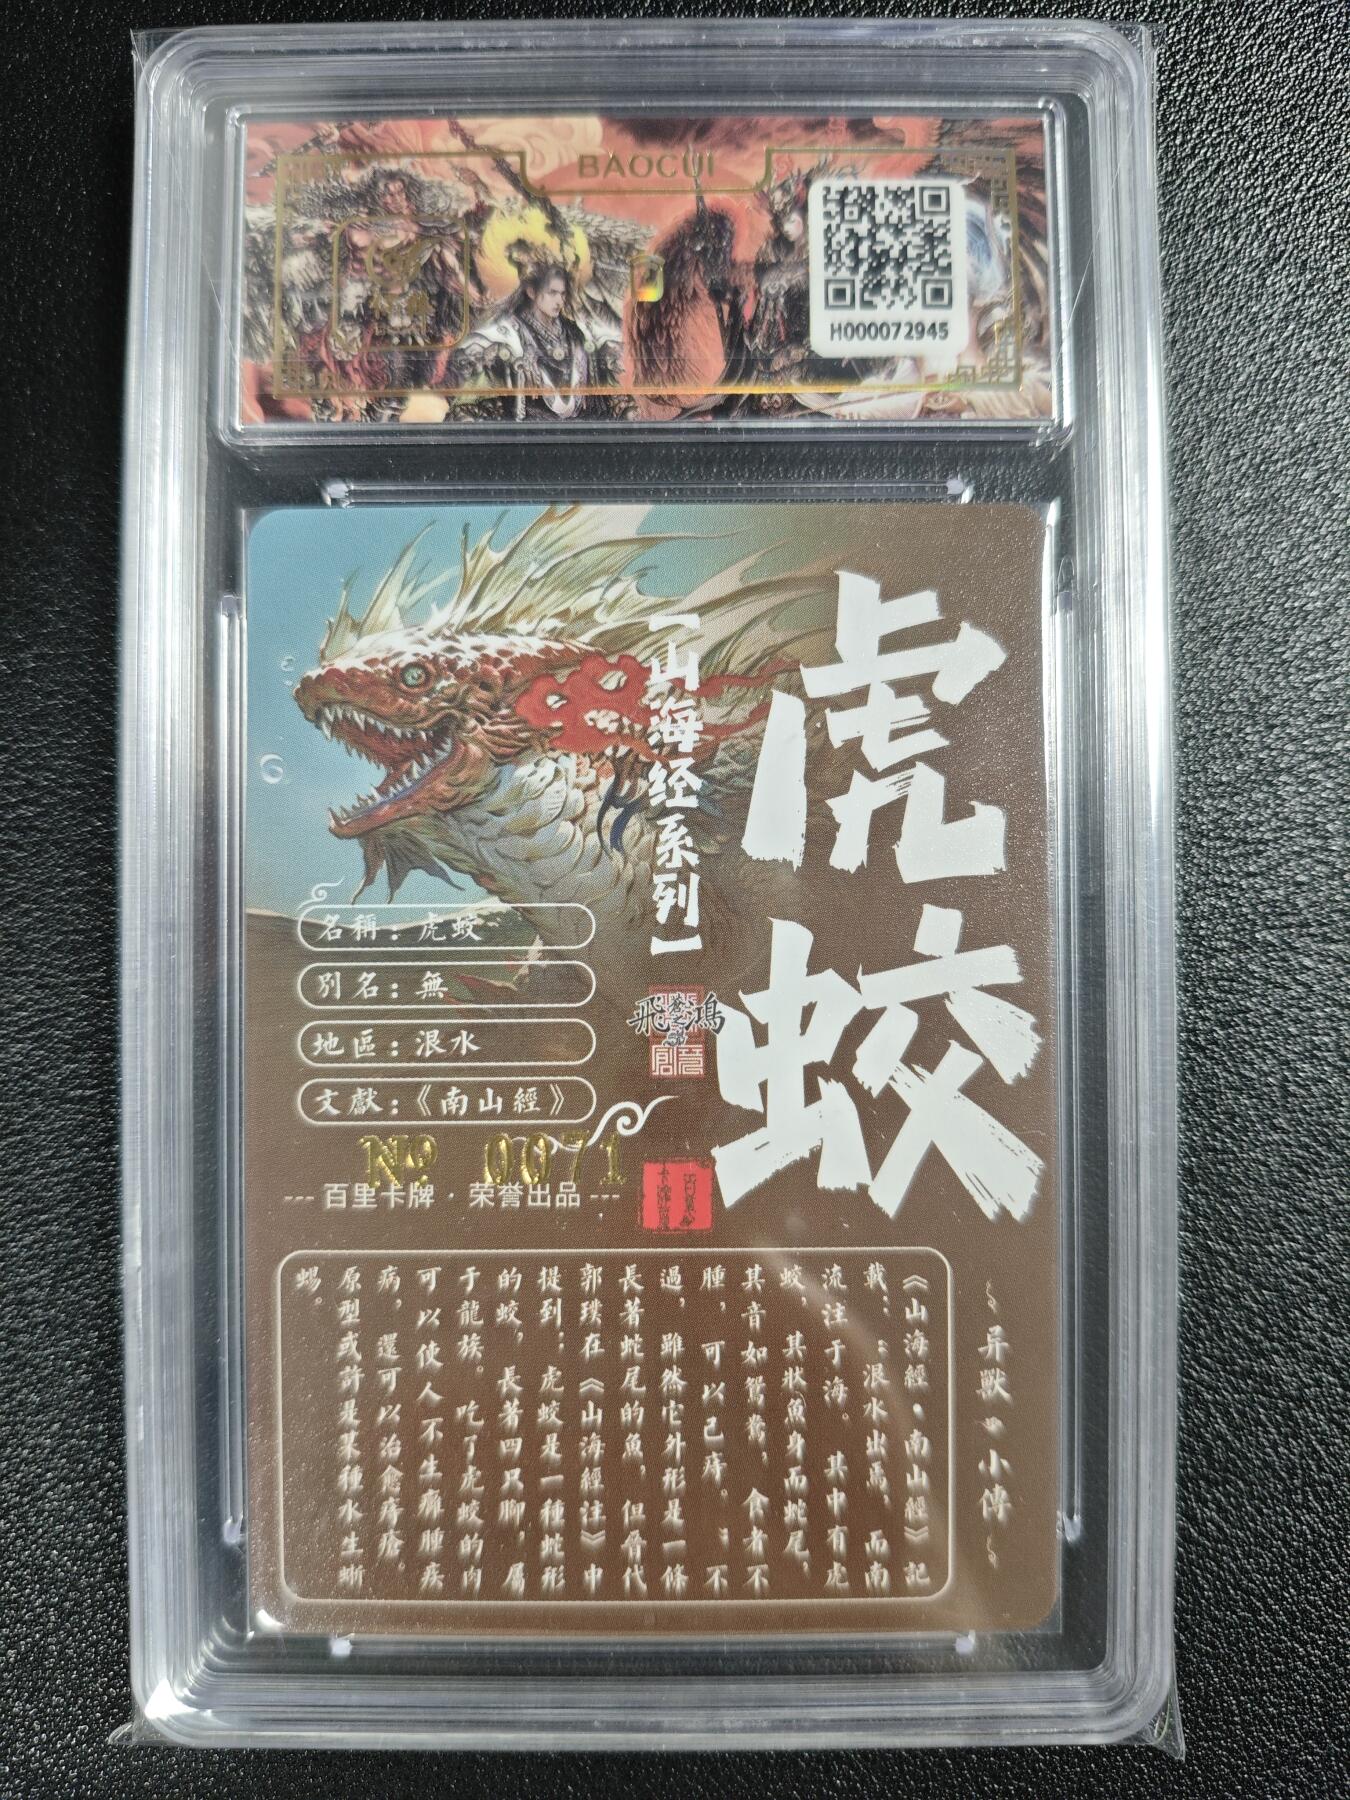 BAOCUI
H000072945
虎蛟
【山海经系列】
名稱：虎蛟
別名：無
地區：浪水
文獻：《南山經》
飛鴻
Nº 0071
--- 百里卡牌 · 荣誉出品 ---
~异獸·小傳~
《山海經·南山經》記
載：：浪水出焉，而南
流注于海。其中有虎
蛟，其狀魚身而蛇尾，
其音如鴛鴦，食者不
腫，可以已痔。；不
過，雖然它外形是一條
長著蛇尾的魚，但晉代
郭璞在《山海經注》中
提到：虎蛟是一種蛇形
的蛟，長著四只腳，屬
于龍族。吃了虎蛟的肉
可以使人不生癰腫疾
病，還可以治愈痔瘡。
原型或許是某種水生蜥
蜴。